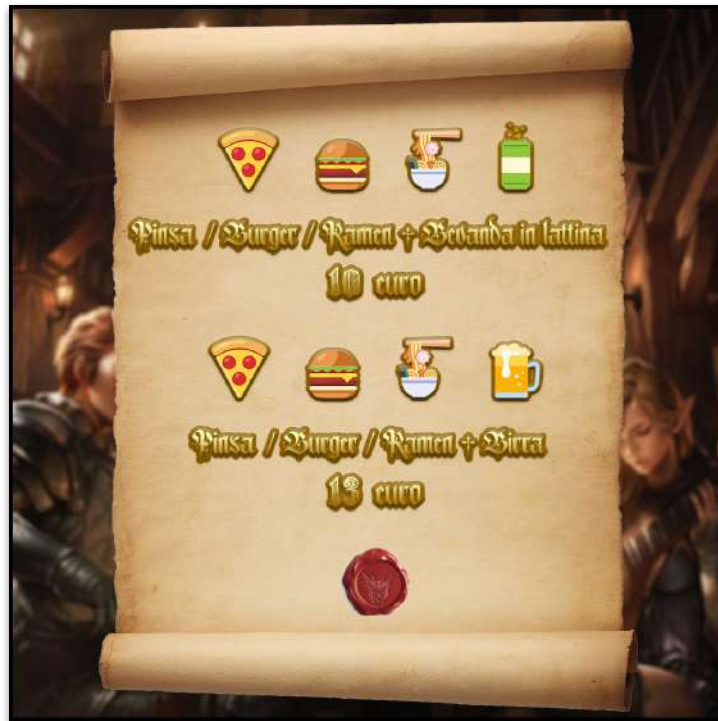 Pinsa / Burger / Ramen + Bevanda in lattina
10 euro
Pinsa / Burger / Ramen + Birra
13 euro